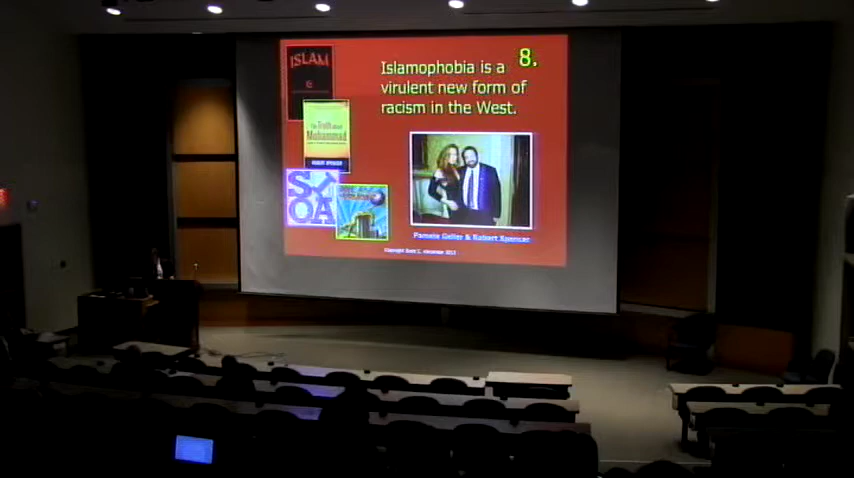 8.
Islamophobia is a
virulent new form of
racism in the West.
ISLAM
The Truth about
Muhammad
ROBERT SPENCER
SIOA
Pamela Geller & Robert Spencer